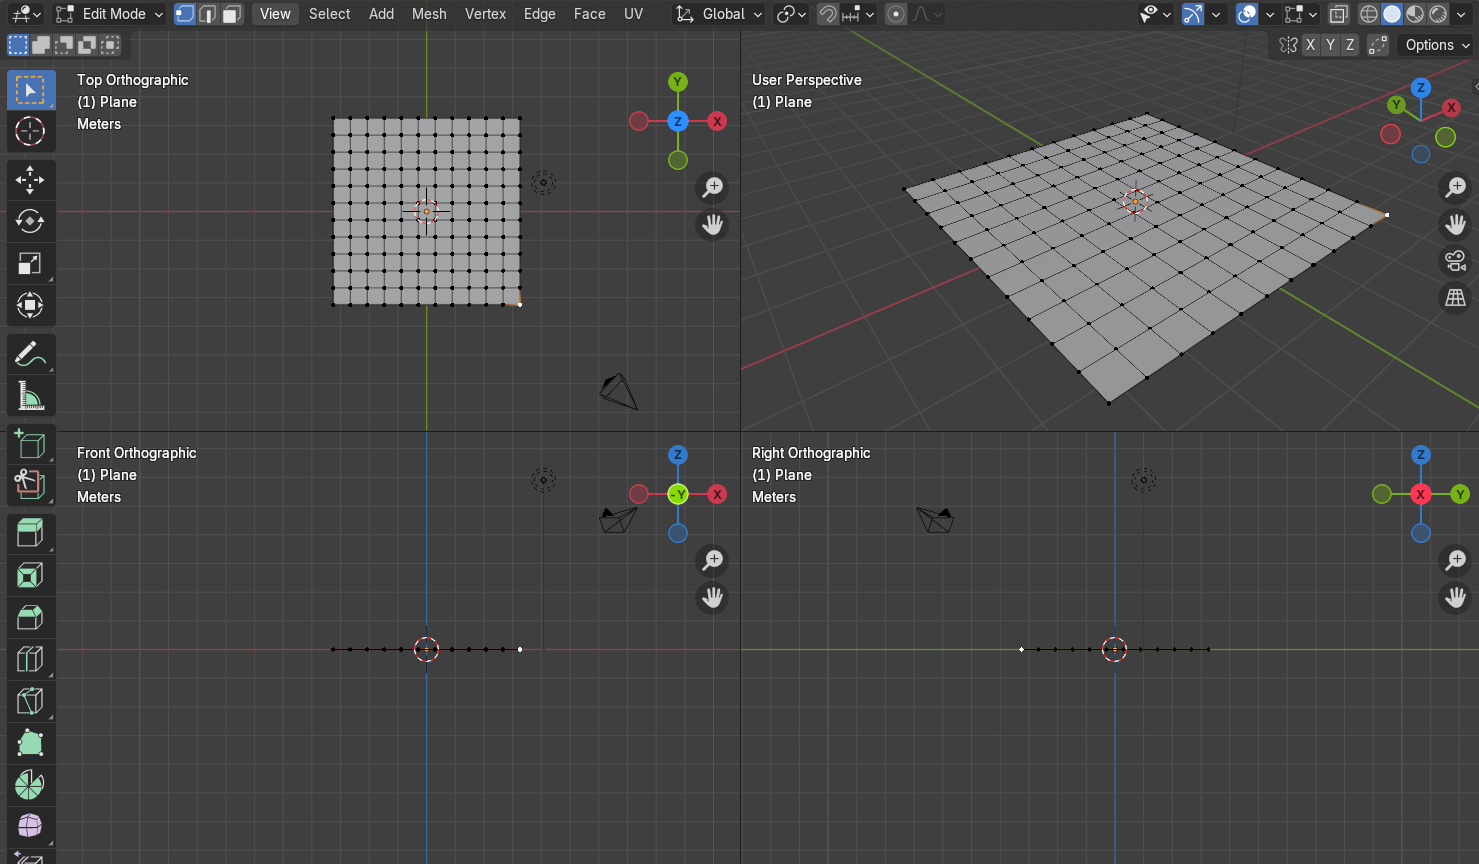 Edit Mode View Select Add Mesh Vertex Edge Face UV Global
X Y Z Options
Top Orthographic
(1) Plane
Meters
Y
Z
X
User Perspective
(1) Plane
Z
Y
X
Front Orthographic
(1) Plane
Meters
Z
-Y
X
Right Orthographic
(1) Plane
Meters
Z
X
Y